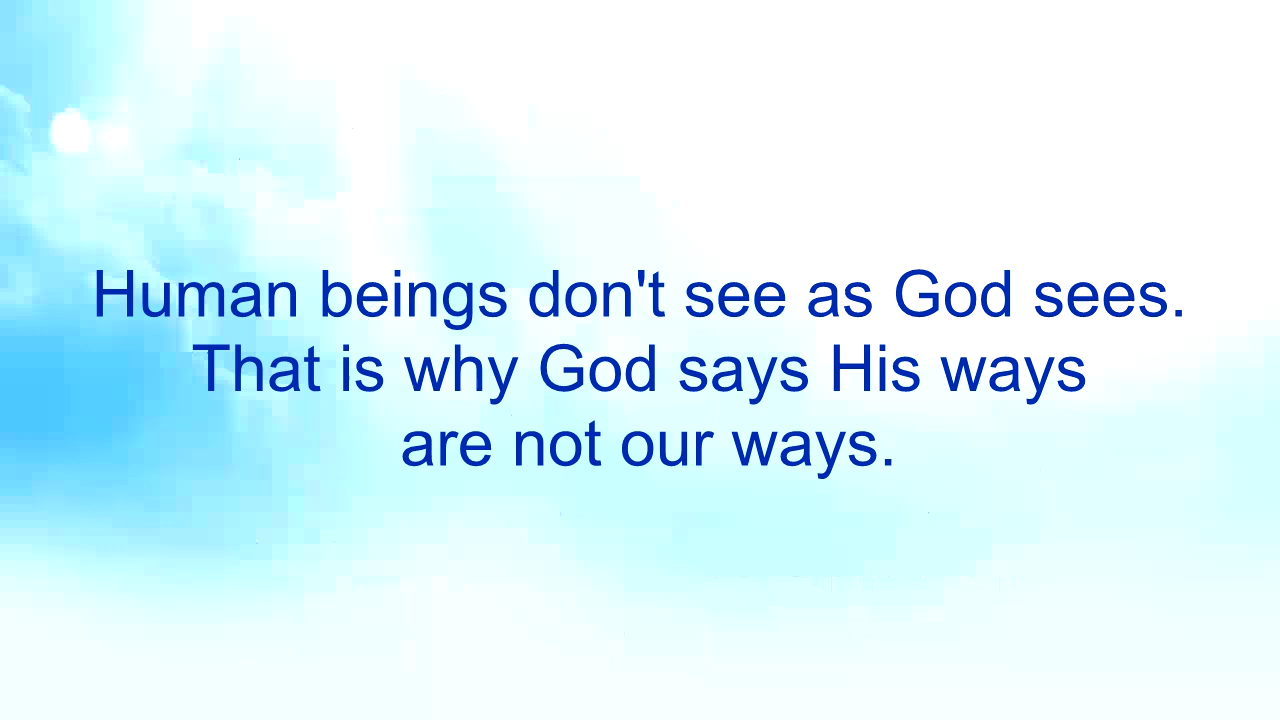 Human beings don't see as God sees.
That is why God says His ways
are not our ways.